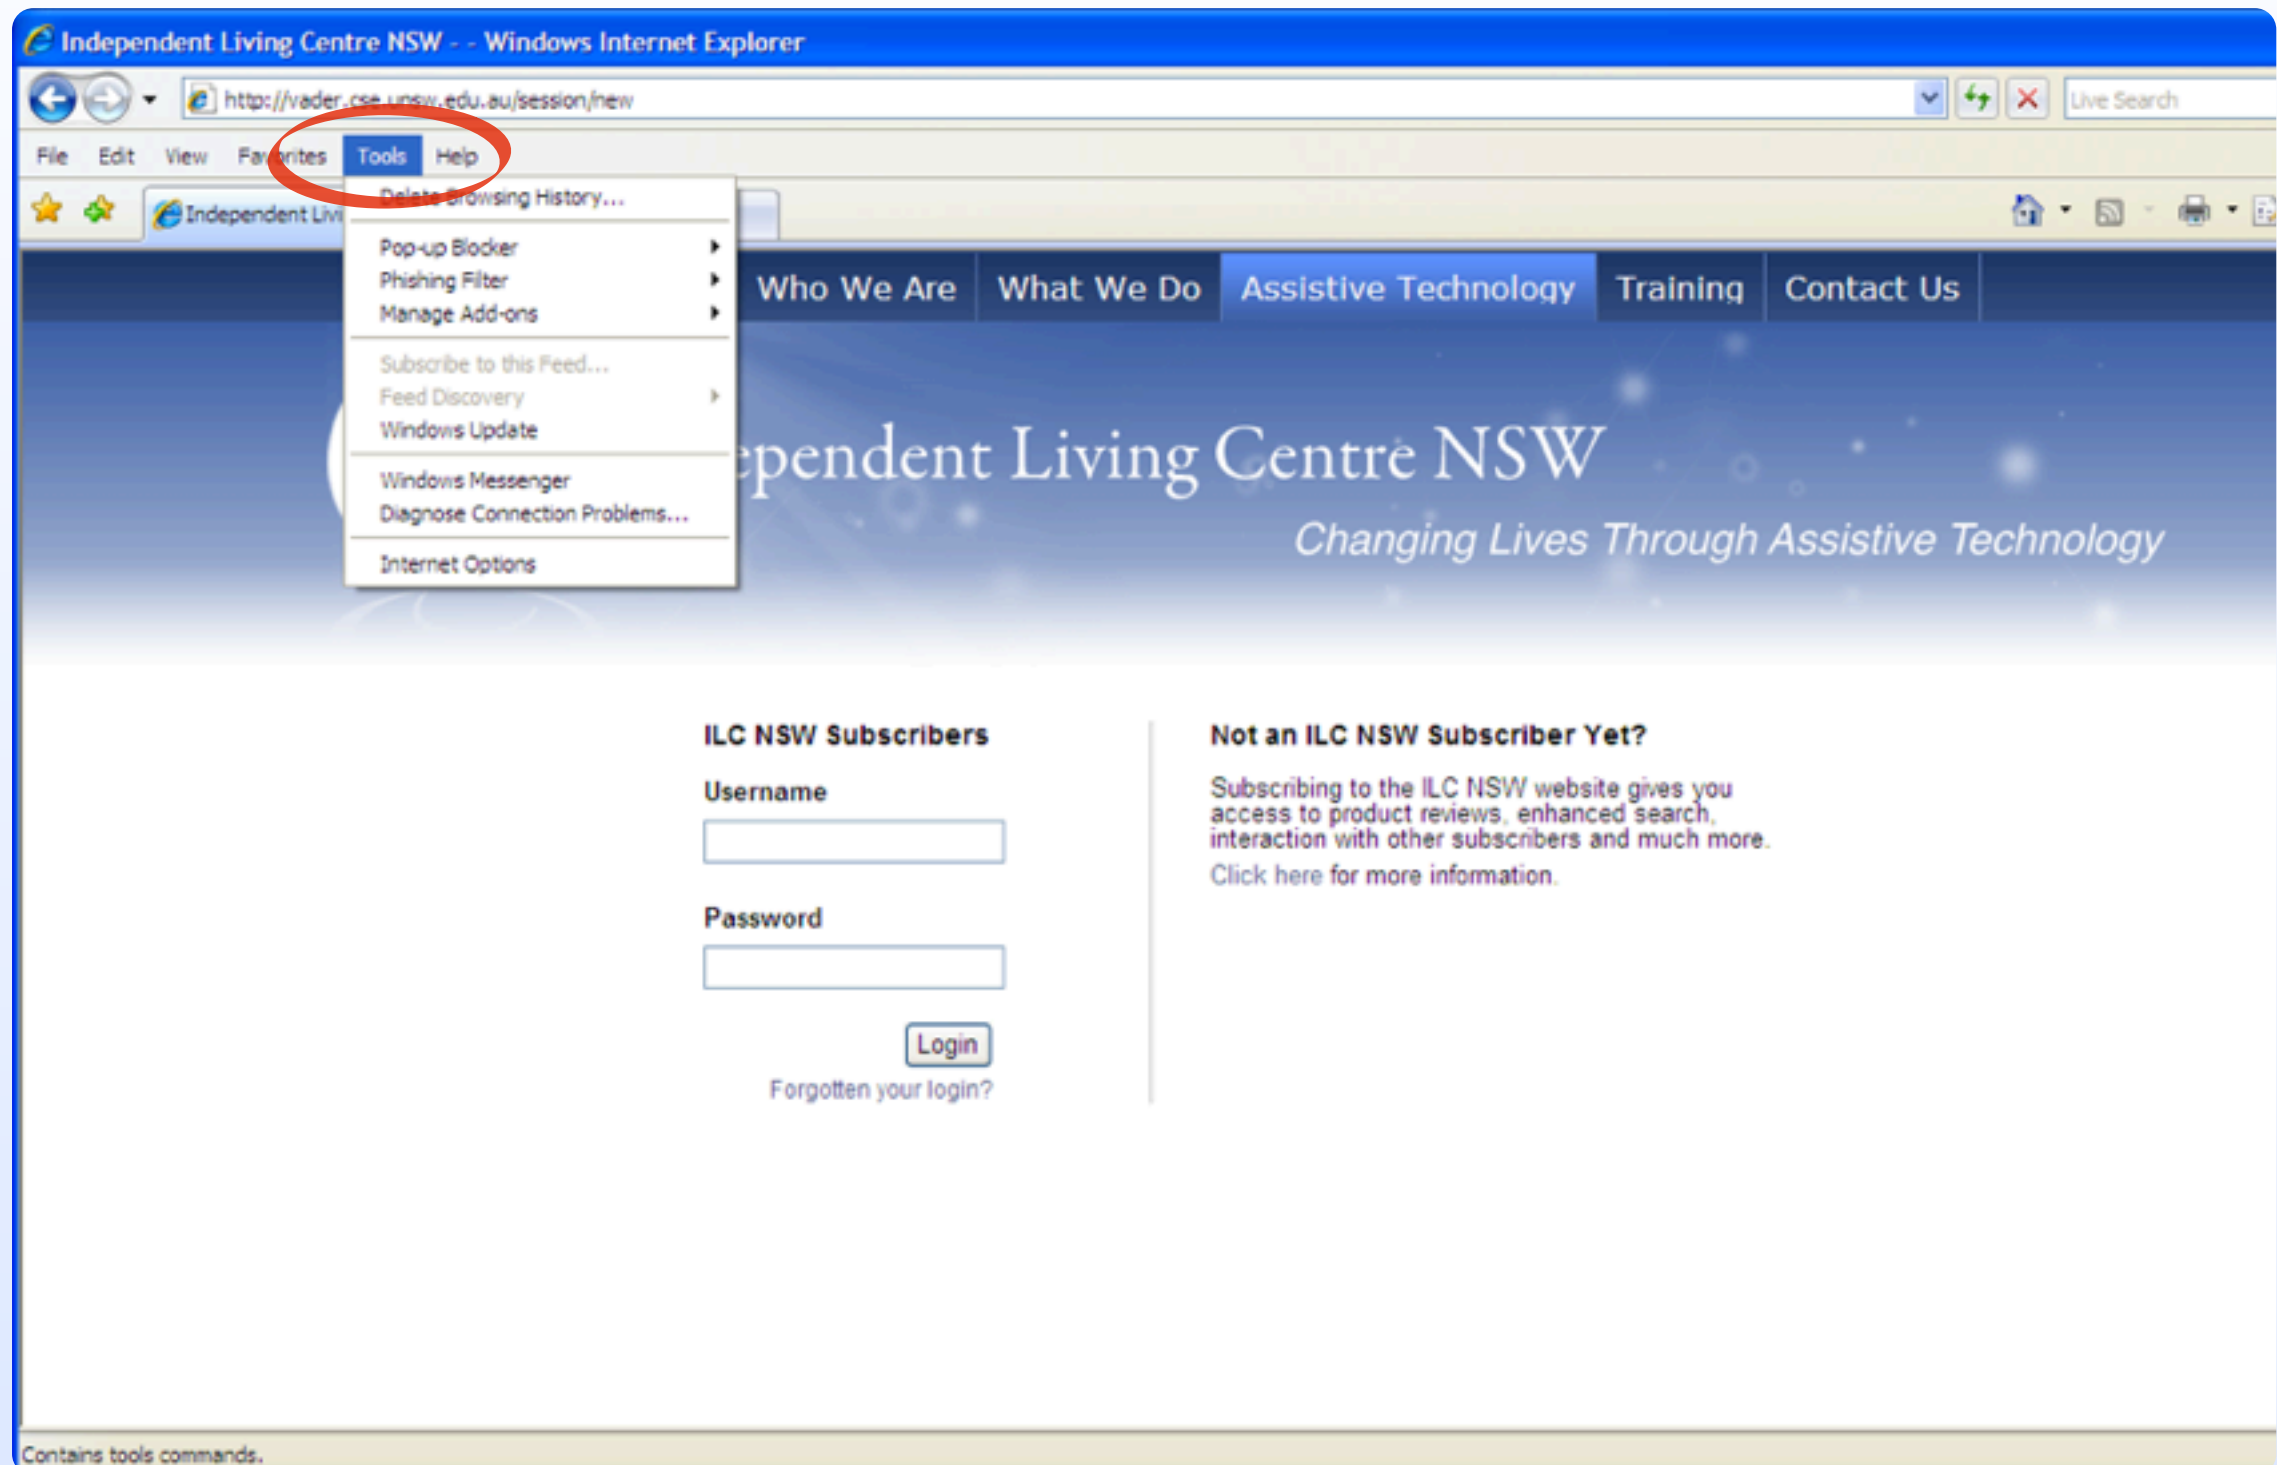 Independent Living Centre NSW - - Windows Internet Explorer
http://vader.cse.unsw.edu.au/session/new
Live Search
File Edit View Favorites Tools Help
Independent Livi
Delete Browsing History...
Pop-up Blocker
Phishing Filter
Manage Add-ons
Subscribe to this Feed...
Feed Discovery
Windows Update
Windows Messenger
Diagnose Connection Problems...
Internet Options
Who We Are What We Do Assistive Technology Training Contact Us
ependent Living Centre NSW
Changing Lives Through Assistive Technology
ILC NSW Subscribers
Username
Password
Login
Forgotten your login?
Not an ILC NSW Subscriber Yet?
Subscribing to the ILC NSW website gives you
access to product reviews, enhanced search,
interaction with other subscribers and much more.
Click here for more information.
Contains tools commands.